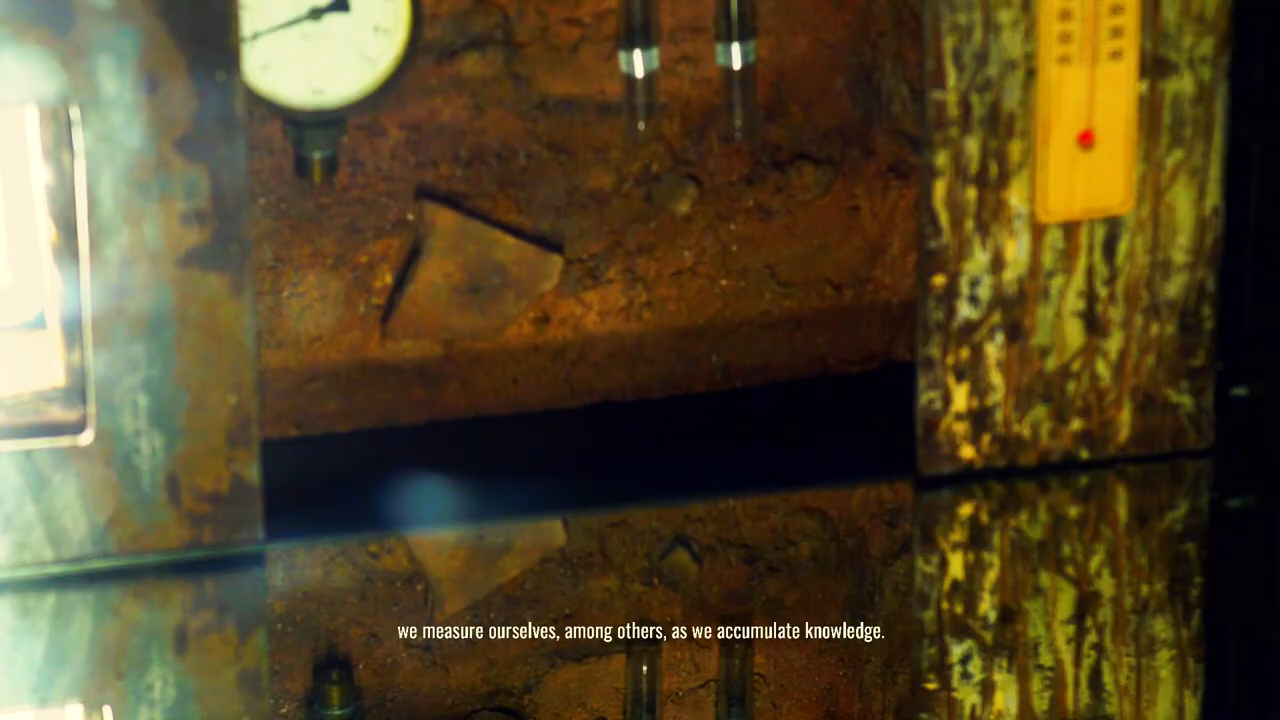 we measure ourselves, among others, as we accumulate knowledge.